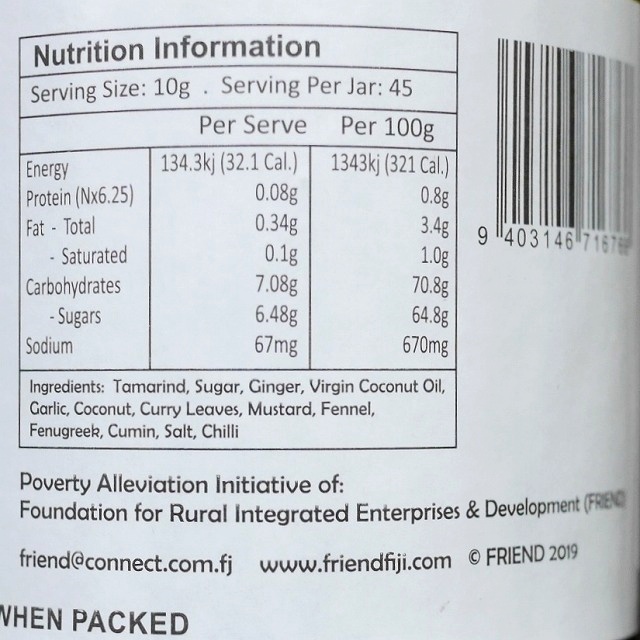 Nutrition Information
Serving Size: 10g . Serving Per Jar: 45
Per Serve Per 100g
Energy 134.3kj (32.1 Cal.) 1343kj (321 Cal.)
Protein (Nx6.25) 0.08g 0.8g
Fat - Total 0.34g 3.4g
- Saturated 0.1g 1.0g
Carbohydrates 7.08g 70.8g
- Sugars 6.48g 64.8g
Sodium 67mg 670mg
Ingredients: Tamarind, Sugar, Ginger, Virgin Coconut Oil,
Garlic, Coconut, Curry Leaves, Mustard, Fennel,
Fenugreek, Cumin, Salt, Chilli
Poverty Alleviation Initiative of:
Foundation for Rural Integrated Enterprises & Development (FRIEND)
friend@connect.com.fj www.friendfiji.com © FRIEND 2019
WHEN PACKED
9 403146